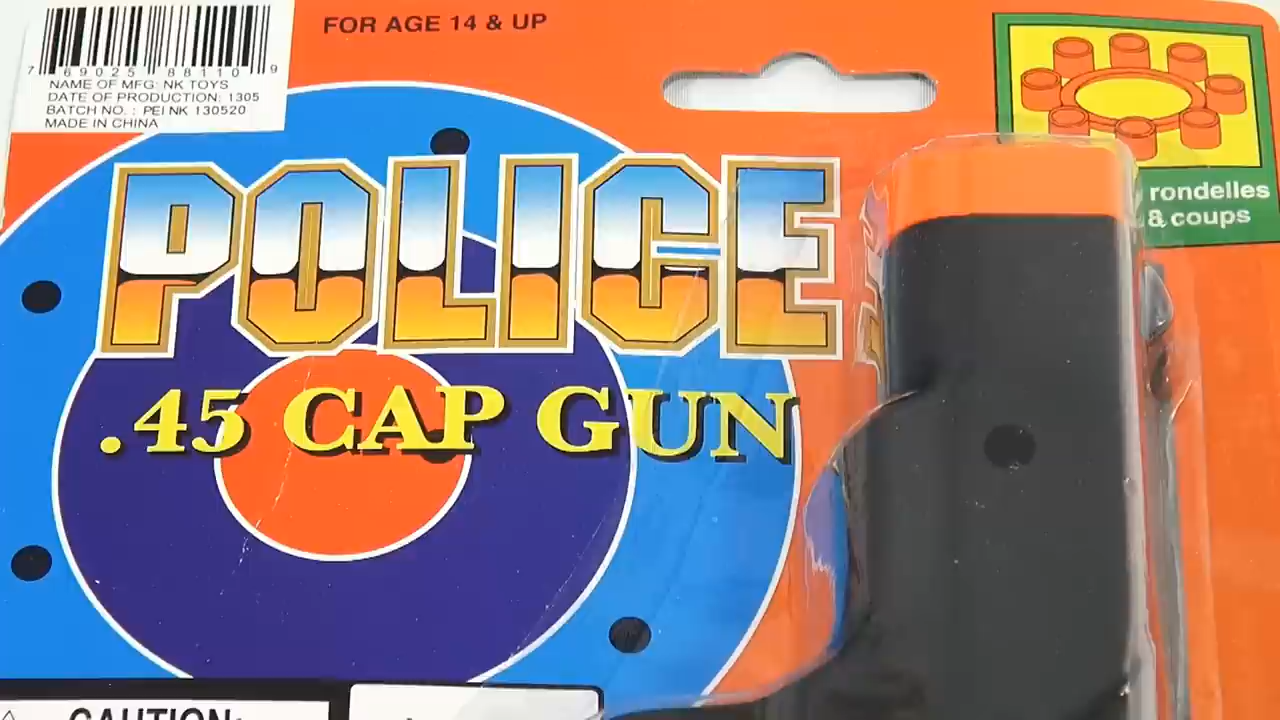 FOR AGE 14 & UP
7 69025 88110 9
NAME OF MFG: NK TOYS
DATE OF PRODUCTION: 1305
BATCH NO. : PEI NK 130520
MADE IN CHINA
rondelles
& coups
POLICE
.45 CAP GUN
CAUTION: